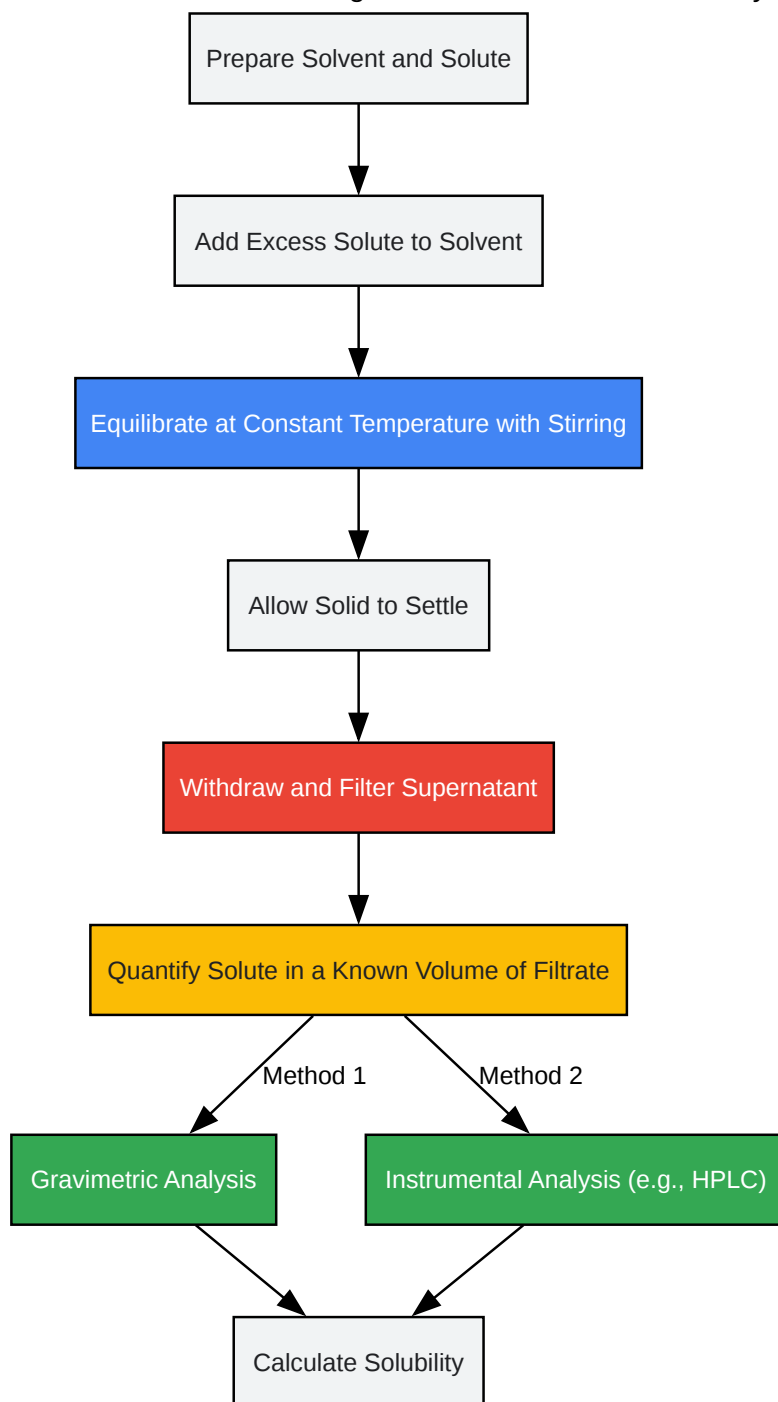 Prepare Solvent and Solute
Add Excess Solute to Solvent
Equilibrate at Constant Temperature with Stirring
Allow Solid to Settle
Withdraw and Filter Supernatant
Quantify Solute in a Known Volume of Filtrate
Method 1
Method 2
Gravimetric Analysis
Instrumental Analysis (e.g., HPLC)
Calculate Solubility